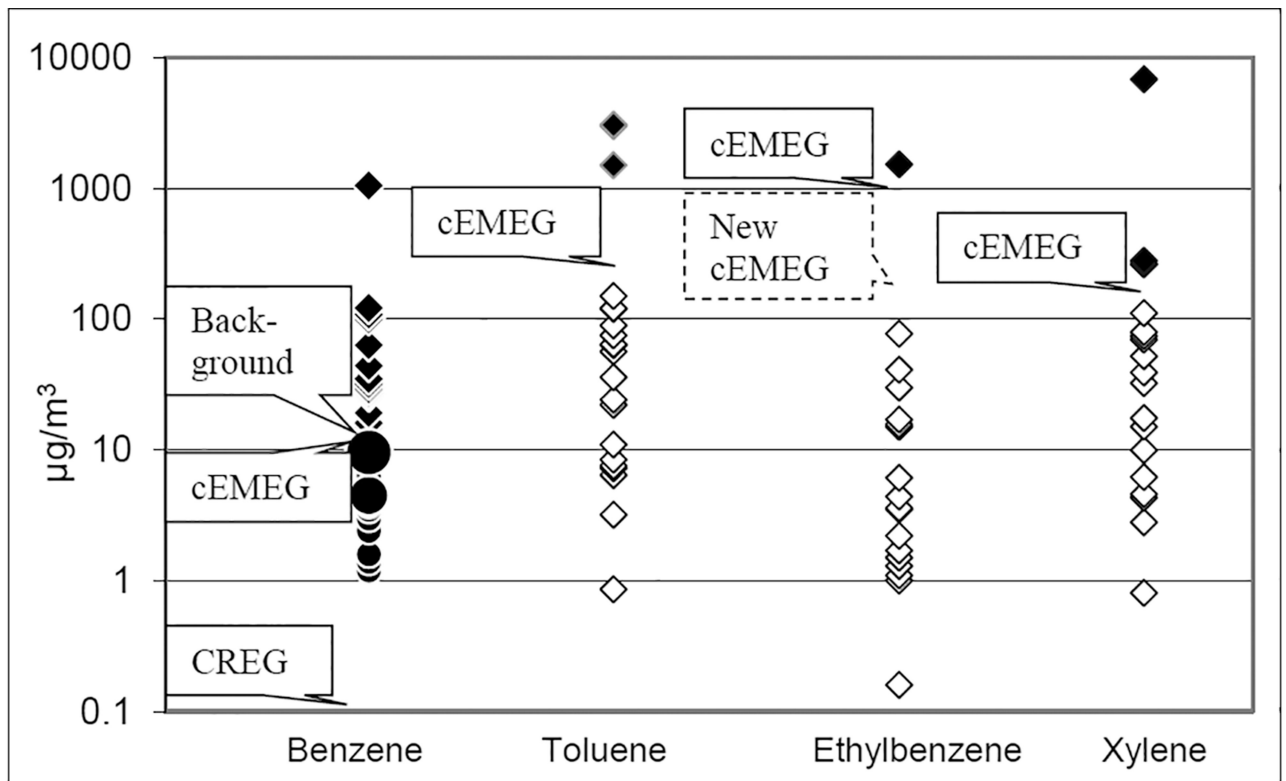 10000
1000
100
10
1
0.1
µg/m³
cEMEG
New
cEMEG
cEMEG
cEMEG
Back-
ground
cEMEG
CREG
Benzene
Toluene
Ethylbenzene
Xylene